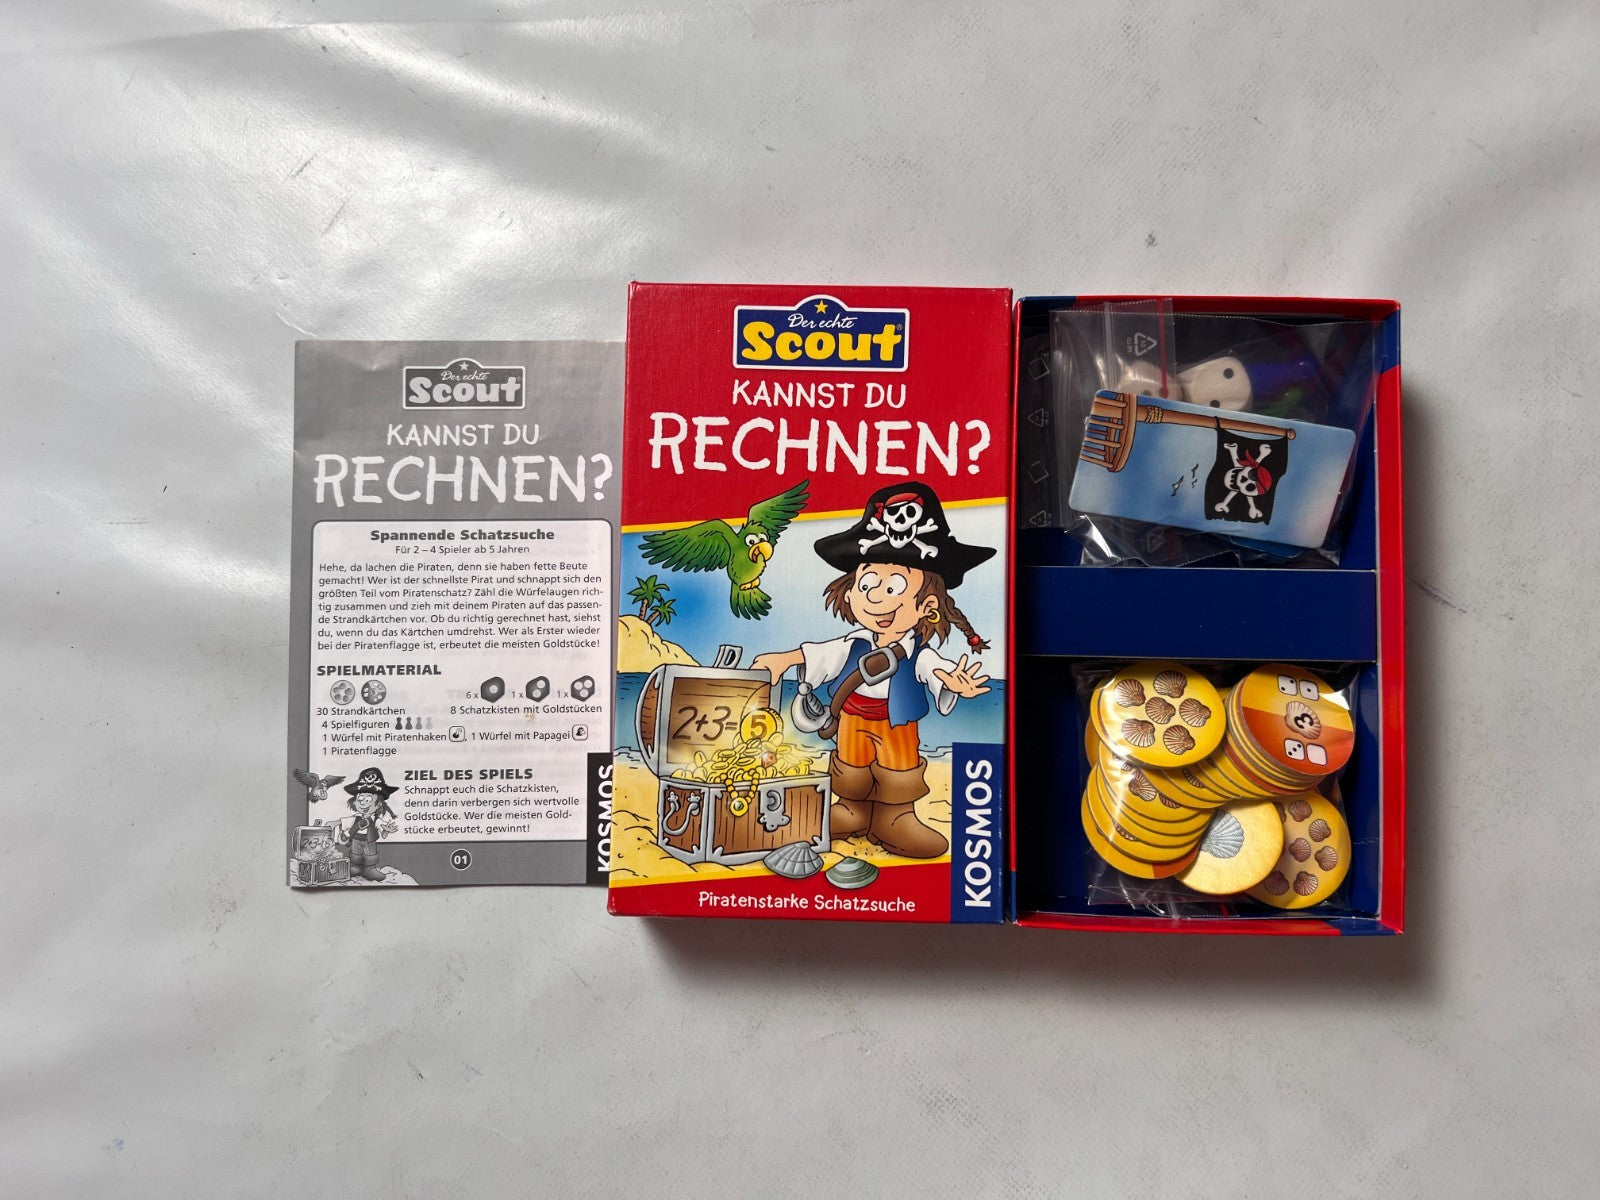 Der echte
Scout
KANNST DU
RECHNEN?
Spannende Schatzsuche
Für 2 – 4 Spieler ab 5 Jahren
Hehe, da lachen die Piraten, denn sie haben fette Beute
gemacht! Wer ist der schnellste Pirat und schnappt sich den
größten Teil vom Piratenschatz? Zähl die Würfelaugen rich-
tig zusammen und zieh mit deinem Piraten auf das passen-
de Strandkärtchen vor. Ob du richtig gerechnet hast, siehst
du, wenn du das Kärtchen umdrehst. Wer als Erster wieder
bei der Piratenflagge ist, erbeutet die meisten Goldstücke!
SPIELMATERIAL
6 x 1 x 1 x
30 Strandkärtchen 8 Schatzkisten mit Goldstücken
4 Spielfiguren
1 Würfel mit Piratenhaken , 1 Würfel mit Papagei
1 Piratenflagge
ZIEL DES SPIELS
Schnappt euch die Schatzkisten,
denn darin verbergen sich wertvolle
Goldstücke. Wer die meisten Gold-
stücke erbeutet, gewinnt!
2+3=5
01
KOSMOS
Der echte
Scout®
KANNST DU
RECHNEN?
2+3=5
Piratenstarke Schatzsuche
KOSMOS
3